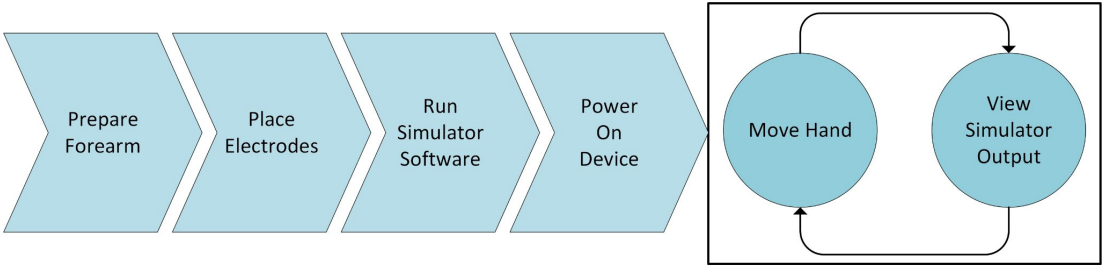 Prepare
Forearm
Place
Electrodes
Run
Simulator
Software
Power
On
Device
Move Hand
View
Simulator
Output